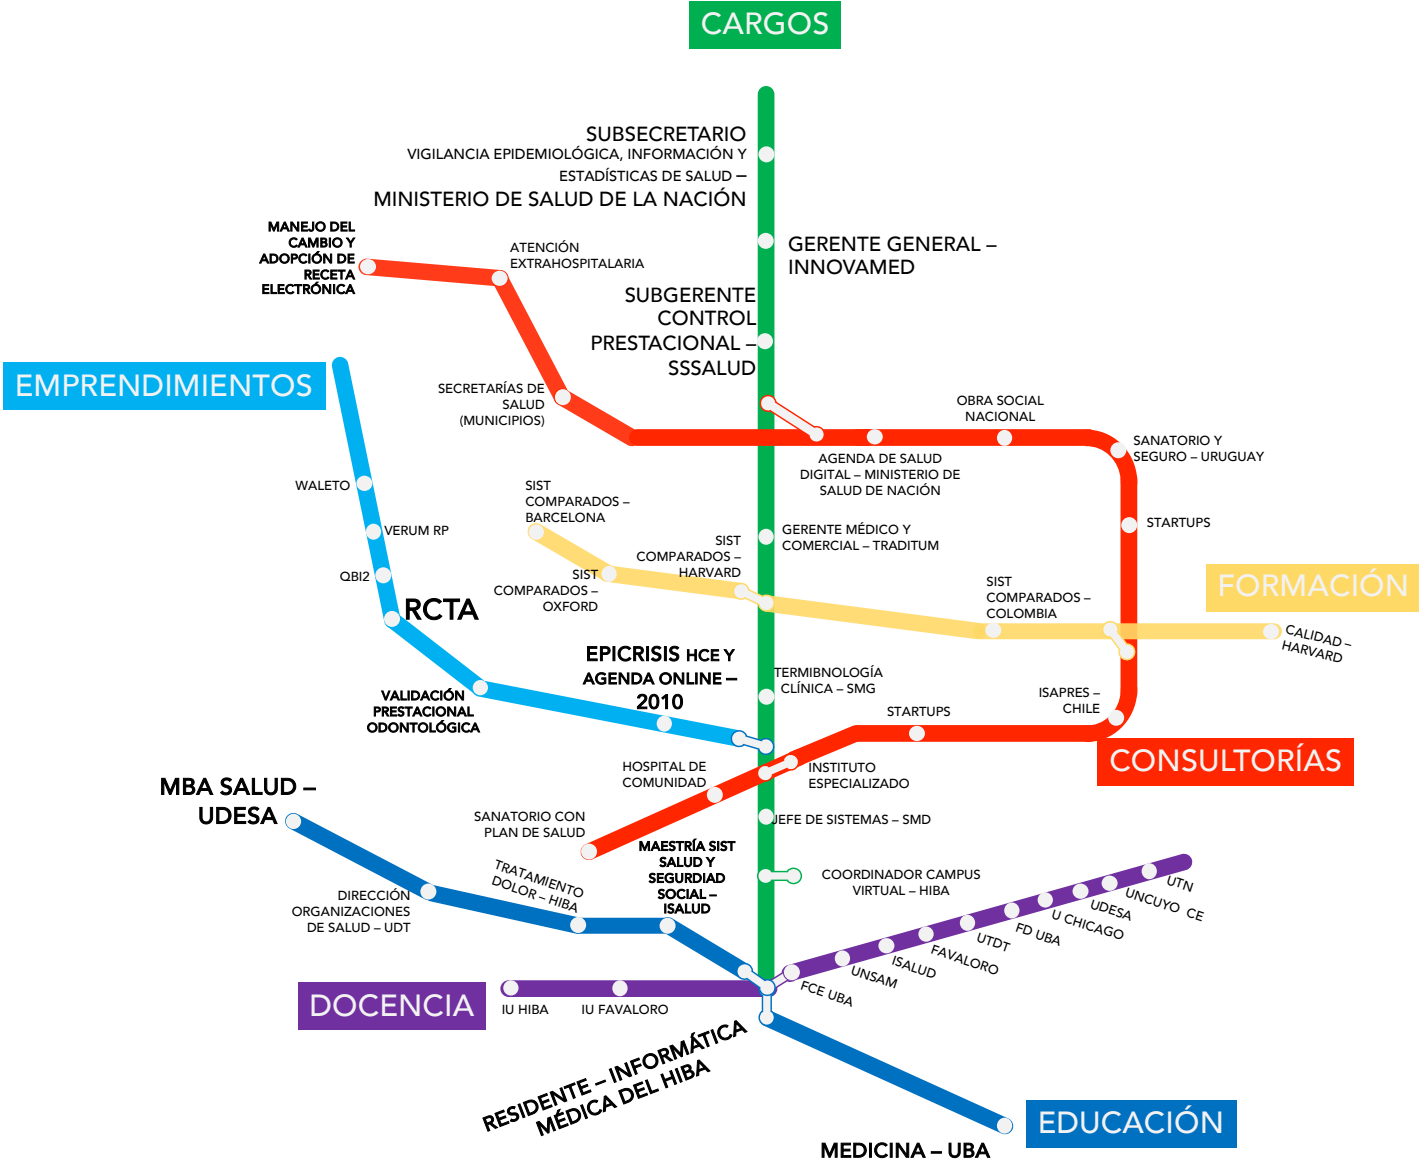 CARGOS
SUBSECRETARIO
VIGILANCIA EPIDEMIOLÓGICA, INFORMACIÓN Y
ESTADÍSTICAS DE SALUD –
MINISTERIO DE SALUD DE LA NACIÓN
MANEJO DEL
CAMBIO Y
ADOPCIÓN DE
RECETA
ELECTRÓNICA
ATENCIÓN
EXTRAHOSPITALARIA
GERENTE GENERAL –
INNOVAMED
SUBGERENTE
CONTROL
PRESTACIONAL –
SSSALUD
EMPRENDIMIENTOS
SECRETARÍAS DE
SALUD
(MUNICIPIOS)
OBRA SOCIAL
NACIONAL
SANATORIO Y
SEGURO – URUGUAY
AGENDA DE SALUD
DIGITAL – MINISTERIO DE
SALUD DE NACIÓN
WALETO
SIST
COMPARADOS –
BARCELONA
VERUM RP
SIST
COMPARADOS –
HARVARD
GERENTE MÉDICO Y
COMERCIAL – TRADITUM
STARTUPS
QBI2
SIST
COMPARADOS –
OXFORD
SIST
COMPARADOS –
COLOMBIA
FORMACIÓN
RCTA
CALIDAD –
HARVARD
EPICRISIS HCE Y
AGENDA ONLINE –
2010
TERMIBNOLOGÍA
CLÍNICA – SMG
VALIDACIÓN
PRESTACIONAL
ODONTOLÓGICA
ISAPRES –
CHILE
STARTUPS
CONSULTORÍAS
HOSPITAL DE
COMUNIDAD
INSTITUTO
ESPECIALIZADO
MBA SALUD –
UDESA
SANATORIO CON
PLAN DE SALUD
JEFE DE SISTEMAS – SMD
MAESTRÍA SIST
SALUD Y
SEGURDIAD
SOCIAL –
ISALUD
TRATAMIENTO
DOLOR – HIBA
COORDINADOR CAMPUS
VIRTUAL – HIBA
DIRECCIÓN
ORGANIZACIONES
DE SALUD – UDT
UTN
UNCUYO CE
UDESA
U CHICAGO
FD UBA
UTDT
FAVALORO
ISALUD
UNSAM
FCE UBA
DOCENCIA
IU HIBA
IU FAVALORO
RESIDENTE – INFORMÁTICA
MÉDICA DEL HIBA
EDUCACIÓN
MEDICINA – UBA